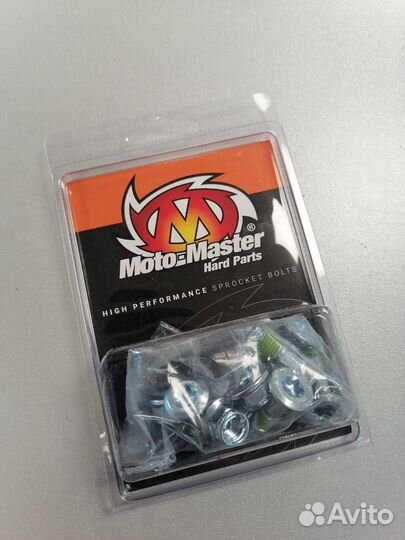 M
®
Moto-Master
Hard Parts
HIGH PERFORMANCE SPROCKET BOLTS
Avito